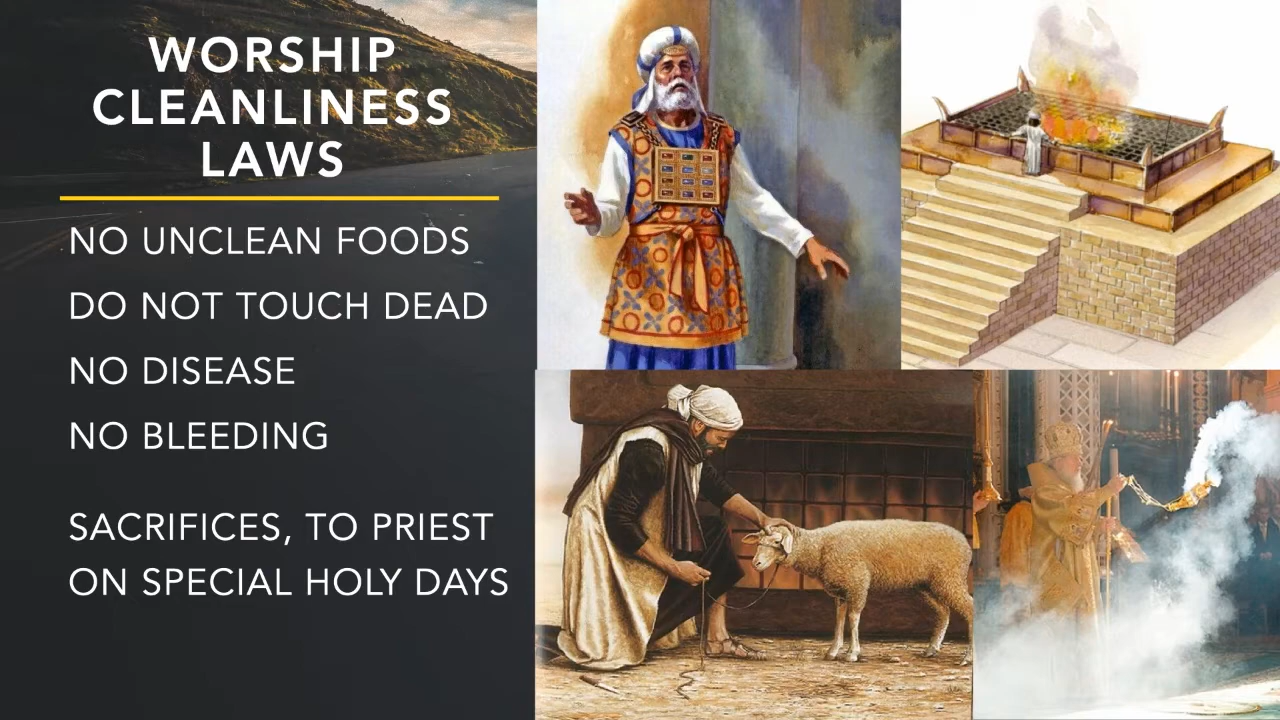 WORSHIP
CLEANLINESS
LAWS
NO UNCLEAN FOODS
DO NOT TOUCH DEAD
NO DISEASE
NO BLEEDING
SACRIFICES, TO PRIEST
ON SPECIAL HOLY DAYS